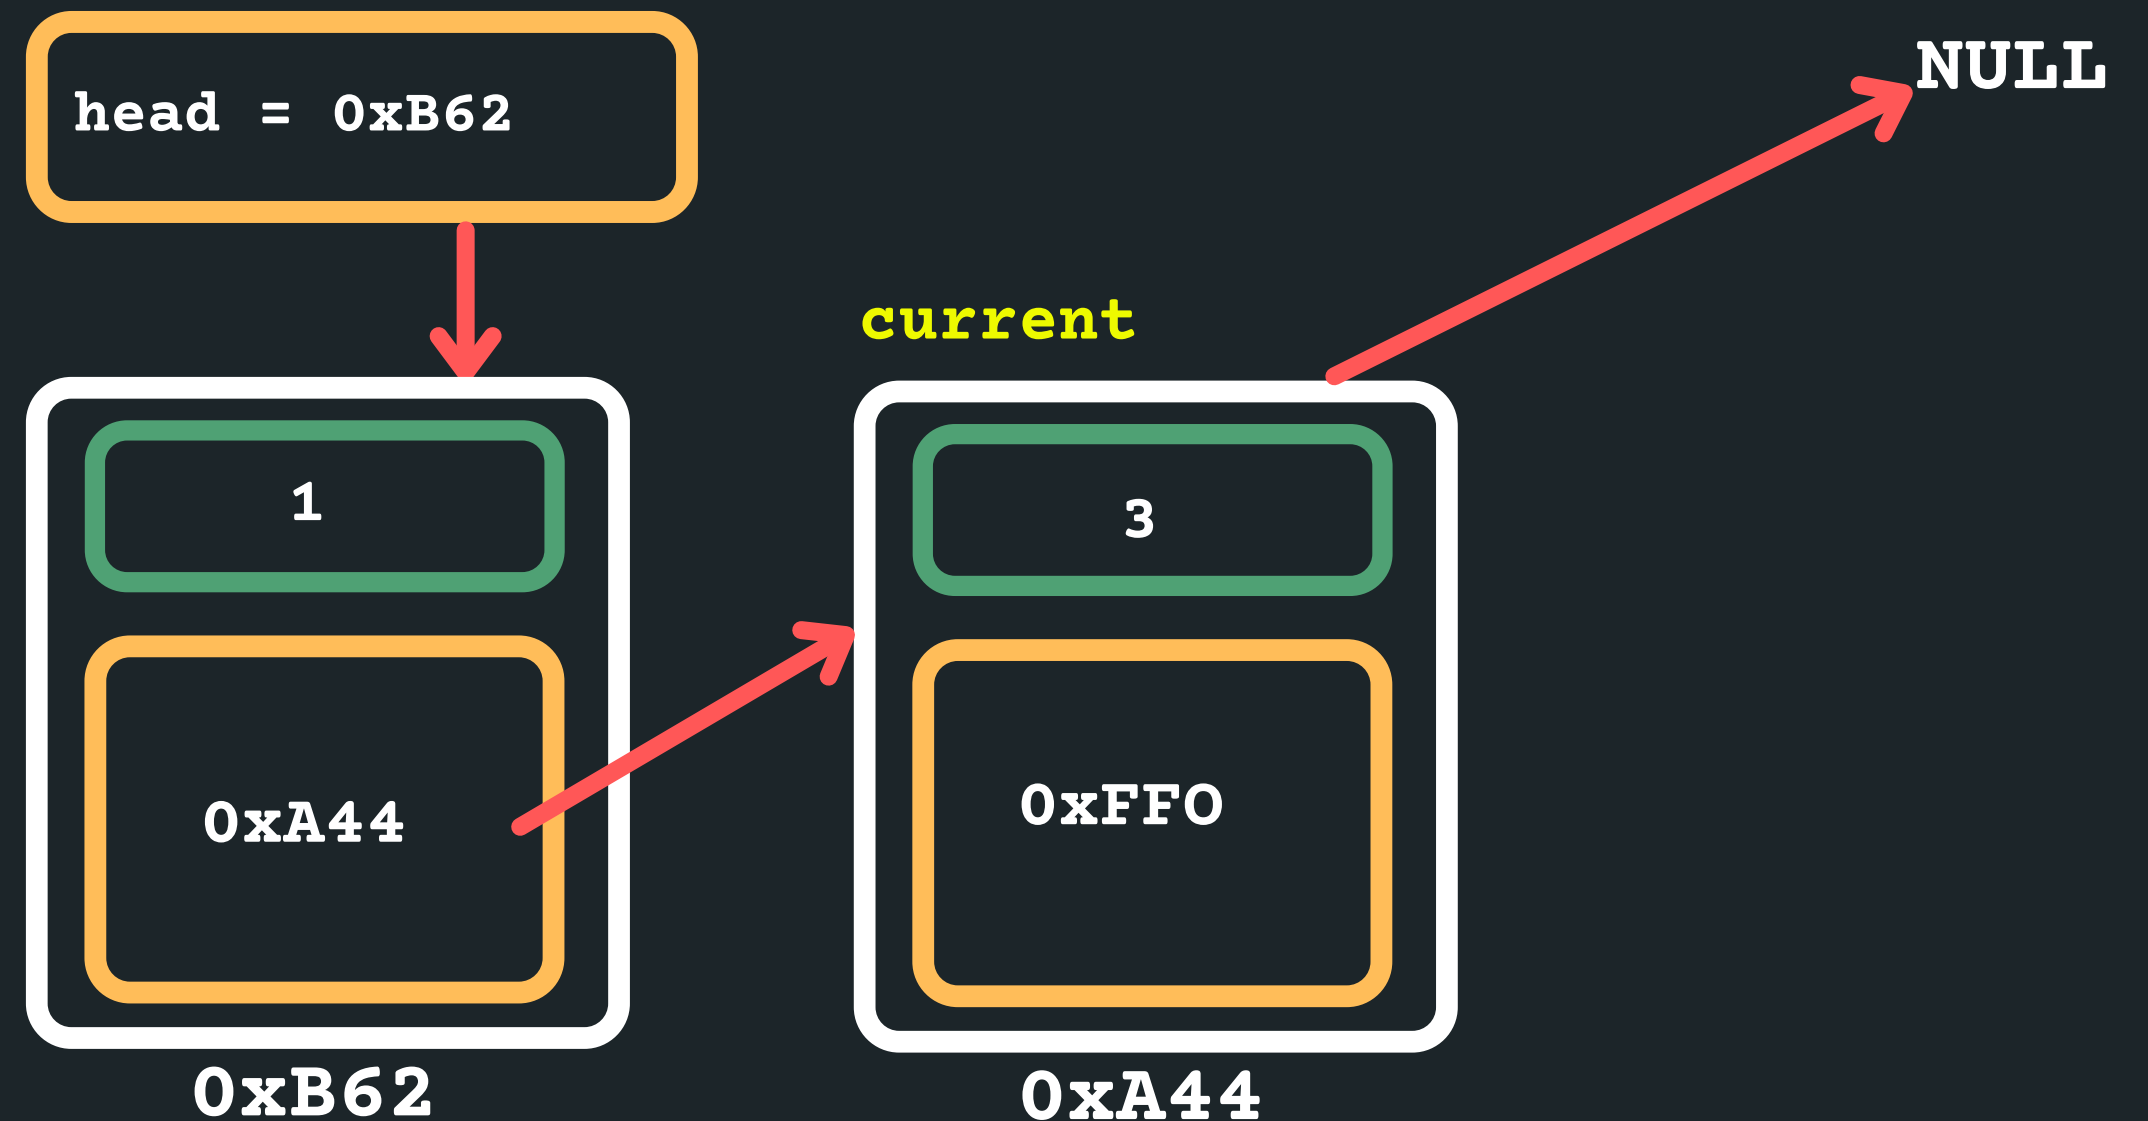 head = 0xB62
NULL
current
1
3
0xA44
0xFFO
0xB62
0xA44